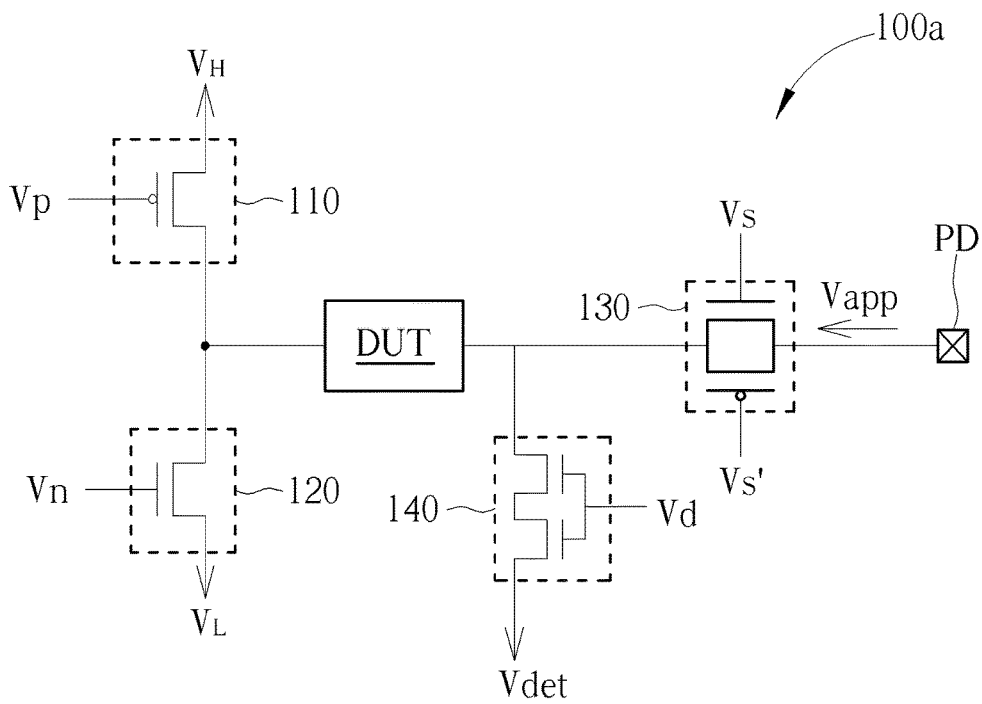 100a
VH
Vp
110
Vs
PD
130
Vapp
DUT
Vn
120
140
Vd
Vs'
VL
Vdet